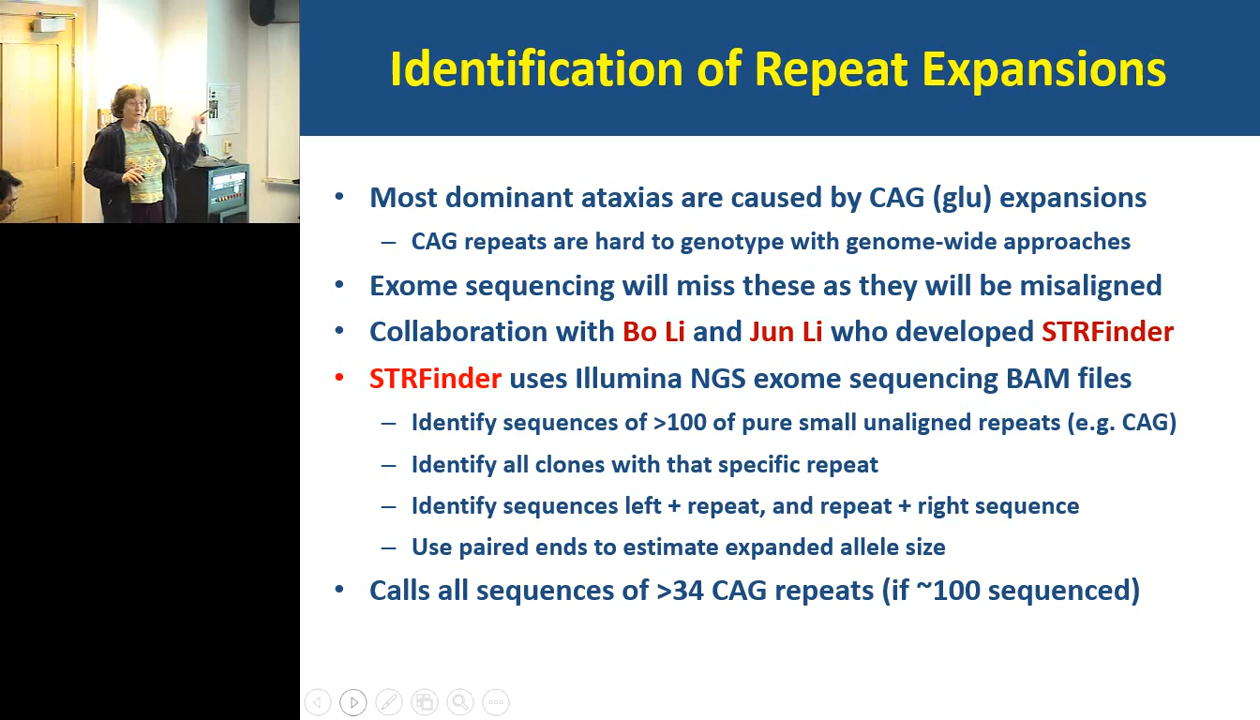 Identification of Repeat Expansions
• Most dominant ataxias are caused by CAG (glu) expansions
– CAG repeats are hard to genotype with genome-wide approaches
• Exome sequencing will miss these as they will be misaligned
• Collaboration with Bo Li and Jun Li who developed STRFinder
• STRFinder uses Illumina NGS exome sequencing BAM files
– Identify sequences of >100 of pure small unaligned repeats (e.g. CAG)
– Identify all clones with that specific repeat
– Identify sequences left + repeat, and repeat + right sequence
– Use paired ends to estimate expanded allele size
• Calls all sequences of >34 CAG repeats (if ~100 sequenced)